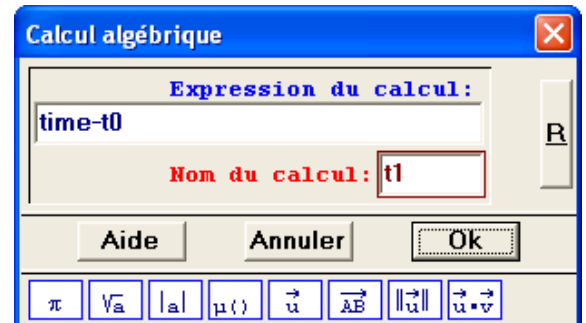 Calcul algébrique
Expression du calcul:
time-t0
R
Nom du calcul: t1
Aide Annuler Ok
π √a |a| μ() u⃗ AB⃗ ‖u⃗‖ u⃗•v⃗